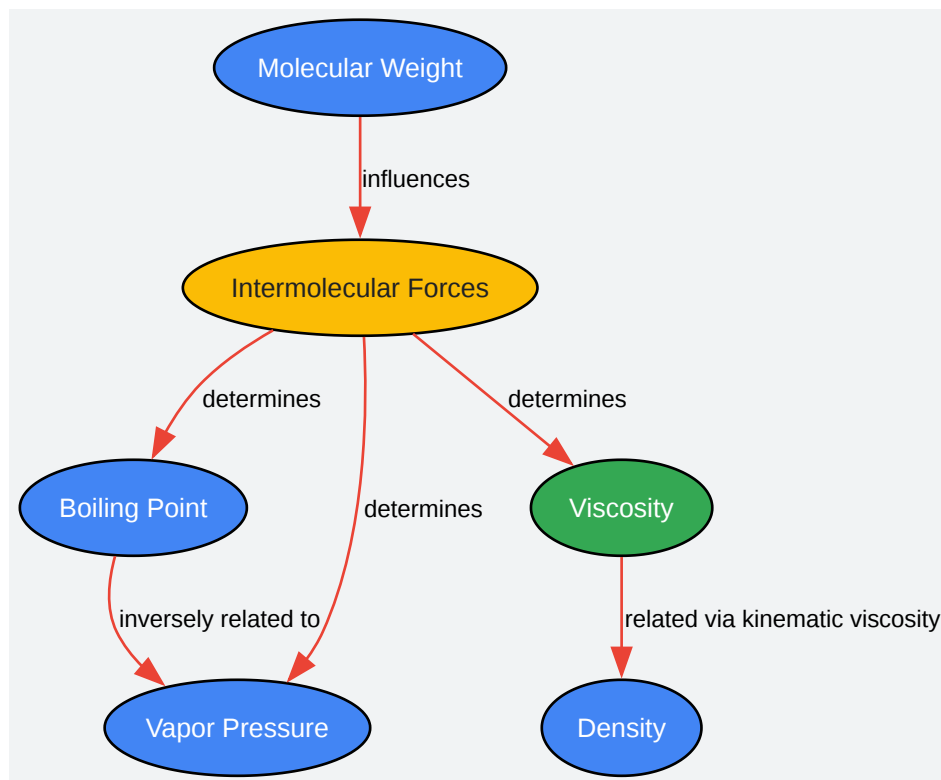 Molecular Weight
influences
Intermolecular Forces
determines
determines
Boiling Point
determines
Viscosity
inversely related to
related via kinematic viscosity
Vapor Pressure
Density